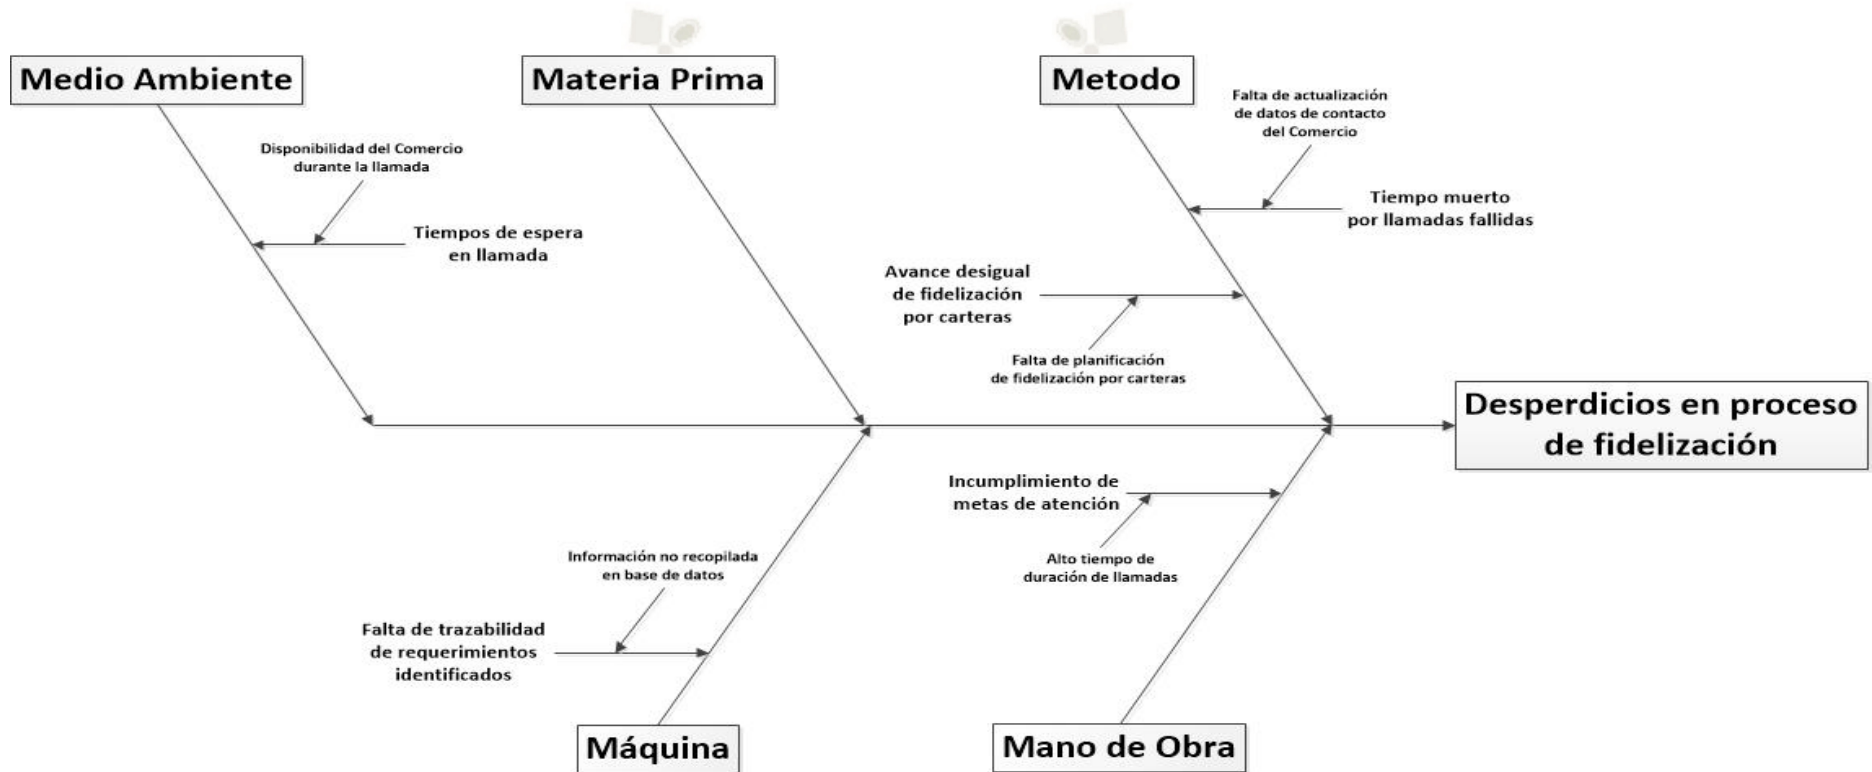 Medio Ambiente
Materia Prima
Metodo
Falta de actualización
de datos de contacto
del Comercio
Disponibilidad del Comercio
durante la llamada
Tiempo muerto
por llamadas fallidas
Tiempos de espera
en llamada
Avance desigual
de fidelización
por carteras
Falta de planificación
de fidelización por carteras
Desperdicios en proceso
de fidelización
Incumplimiento de
metas de atención
Información no recopilada
en base de datos
Alto tiempo de
duración de llamadas
Falta de trazabilidad
de requerimientos
identificados
Máquina
Mano de Obra